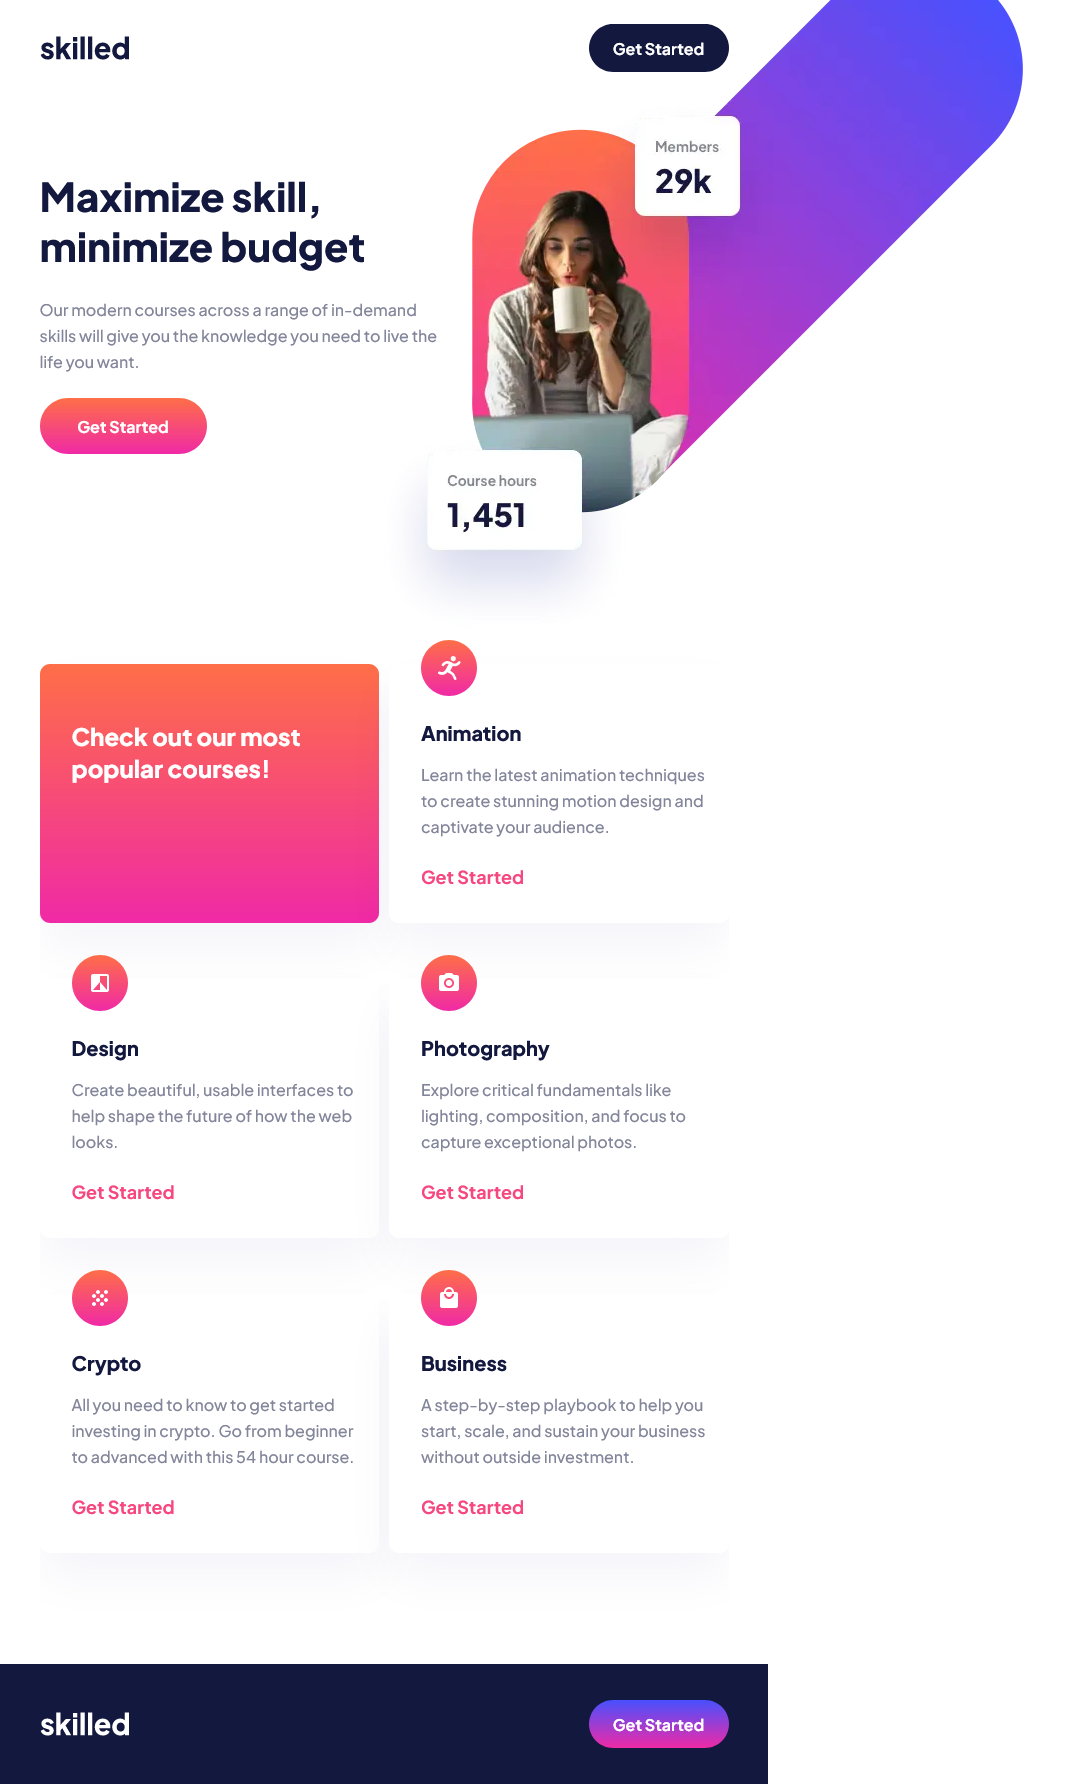 skilled
Get Started
Maximize skill,
minimize budget
Our modern courses across a range of in-demand
skills will give you the knowledge you need to live the
life you want.
Get Started
Members
29k
Course hours
1,451
Check out our most
popular courses!
Animation
Learn the latest animation techniques
to create stunning motion design and
captivate your audience.
Get Started
Design
Create beautiful, usable interfaces to
help shape the future of how the web
looks.
Get Started
Photography
Explore critical fundamentals like
lighting, composition, and focus to
capture exceptional photos.
Get Started
Crypto
All you need to know to get started
investing in crypto. Go from beginner
to advanced with this 54 hour course.
Get Started
Business
A step-by-step playbook to help you
start, scale, and sustain your business
without outside investment.
Get Started
skilled
Get Started